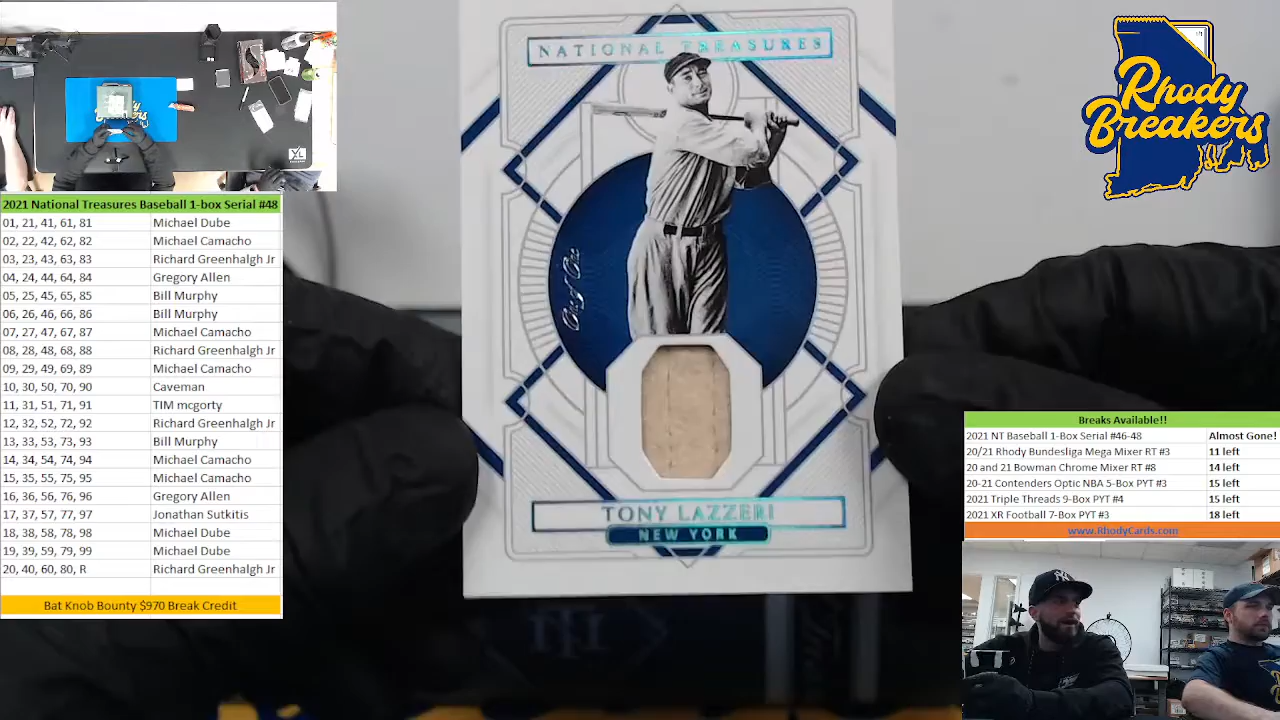 NATIONAL TREASURES
One of One
TONY LAZZERI
NEW YORK
Rhody
Breakers
2021 National Treasures Baseball 1-box Serial #48
01, 21, 41, 61, 81 Michael Dube
02, 22, 42, 62, 82 Michael Camacho
03, 23, 43, 63, 83 Richard Greenhalgh Jr
04, 24, 44, 64, 84 Gregory Allen
05, 25, 45, 65, 85 Bill Murphy
06, 26, 46, 66, 86 Bill Murphy
07, 27, 47, 67, 87 Michael Camacho
08, 28, 48, 68, 88 Richard Greenhalgh Jr
09, 29, 49, 69, 89 Michael Camacho
10, 30, 50, 70, 90 Caveman
11, 31, 51, 71, 91 TIM mcgorty
12, 32, 52, 72, 92 Richard Greenhalgh Jr
13, 33, 53, 73, 93 Bill Murphy
14, 34, 54, 74, 94 Michael Camacho
15, 35, 55, 75, 95 Michael Camacho
16, 36, 56, 76, 96 Gregory Allen
17, 37, 57, 77, 97 Jonathan Sutkitis
18, 38, 58, 78, 98 Michael Dube
19, 39, 59, 79, 99 Michael Dube
20, 40, 60, 80, R Richard Greenhalgh Jr
Bat Knob Bounty $970 Break Credit
Breaks Available!!
2021 NT Baseball 1-Box Serial #46-48 Almost Gone!
20/21 Rhody Bundesliga Mega Mixer RT #3 11 left
20 and 21 Bowman Chrome Mixer RT #8 14 left
20-21 Contenders Optic NBA 5-Box PYT #3 15 left
2021 Triple Threads 9-Box PYT #4 15 left
2021 XR Football 7-Box PYT #3 18 left
www.RhodyCards.com